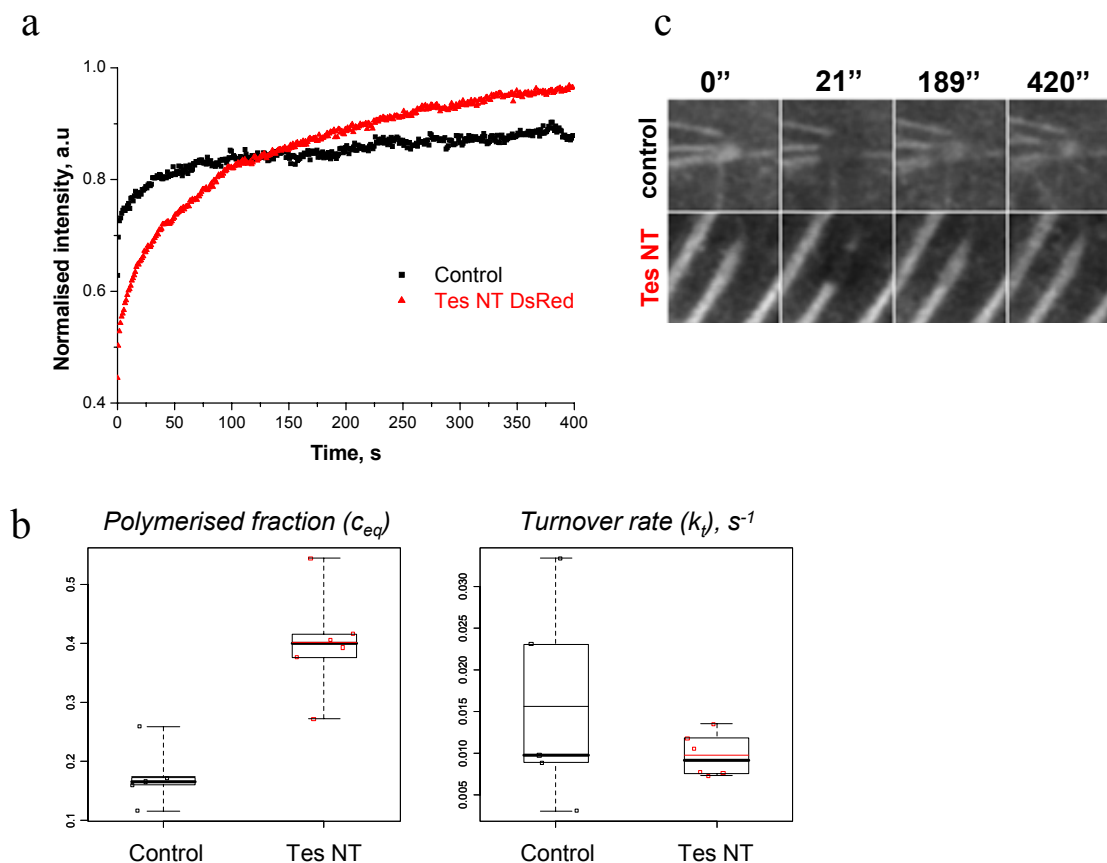 a
1.0
0.8
0.6
0.4
Normalised intensity, a.u
0 50 100 150 200 250 300 350 400
Time, s
Control
Tes NT DsRed
c
0” 21” 189” 420”
control
Tes NT
b
Polymerised fraction (ceq)
0.5
0.4
0.3
0.2
0.1
Control Tes NT
Turnover rate (kt), s-1
0.030
0.025
0.020
0.015
0.010
0.005
Control Tes NT